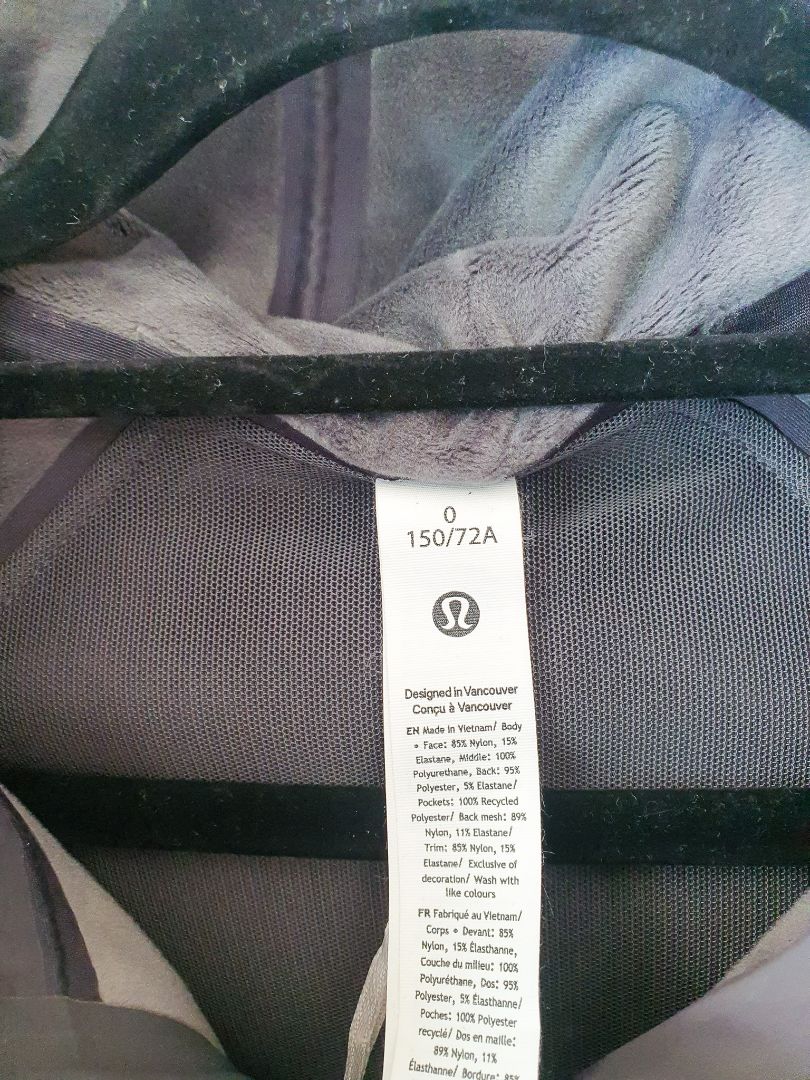 0
150/72A
Designed in Vancouver
Conçu à Vancouver
EN Made in Vietnam/ Body
• Face: 85% Nylon, 15%
Elastane, Middle: 100%
Polyurethane, Back: 95%
Polyester, 5% Elastane/
Pockets: 100% Recycled
Polyester/ Back mesh: 89%
Nylon, 11% Elastane/
Trim: 85% Nylon, 15%
Elastane/ Exclusive of
decoration/ Wash with
like colours
FR Fabriqué au Vietnam/
Corps • Devant: 85%
Nylon, 15% Élasthanne,
Couche du milieu: 100%
Polyuréthane, Dos: 95%
Polyester, 5% Élasthanne/
Poches: 100% Polyester
recyclé/ Dos en maille:
89% Nylon, 11%
Élasthanne/ Bordure: 85%